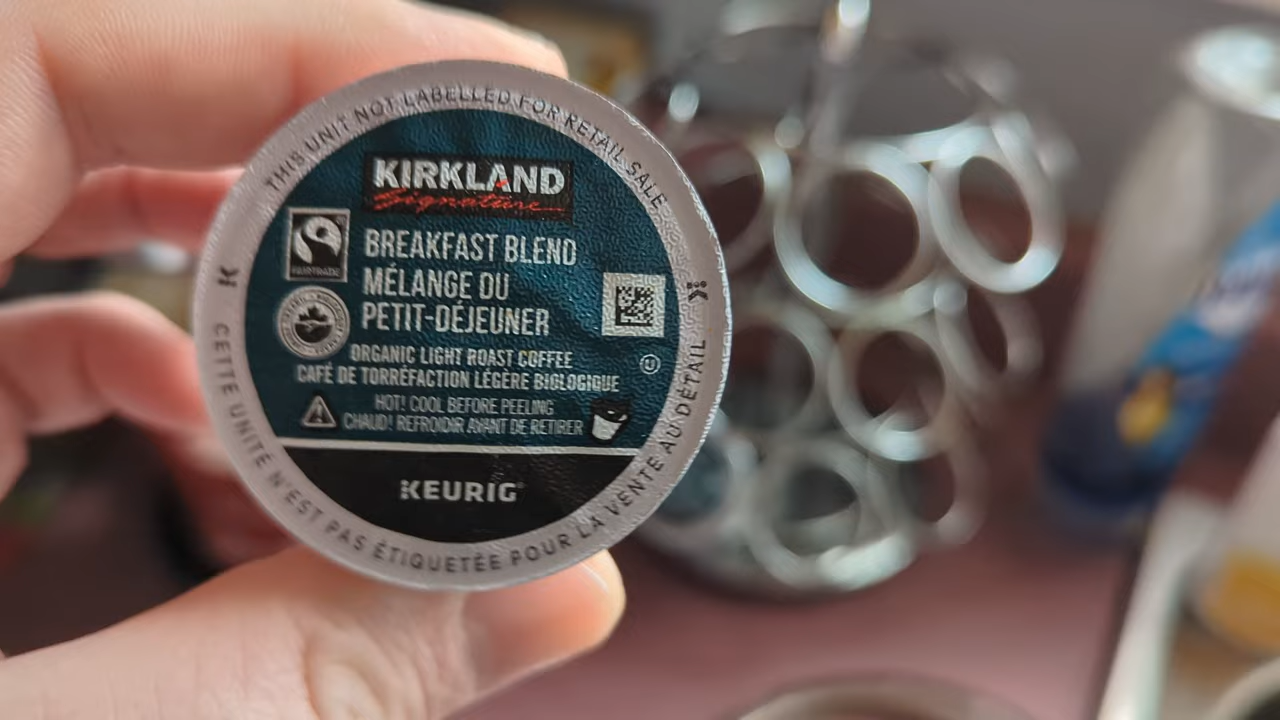 THIS UNIT NOT LABELLED FOR RETAIL SALE
KIRKLAND
Signature
FAIRTRADE
BREAKFAST BLEND
MÉLANGE DU
PETIT-DÉJEUNER
ORGANIC LIGHT ROAST COFFEE
CAFÉ DE TORRÉFACTION LÉGÈRE BIOLOGIQUE
HOT! COOL BEFORE PEELING
CHAUD! REFROIDIR AVANT DE RETIRER
KEURIG
CETTE UNITÉ N'EST PAS ÉTIQUETÉE POUR LA VENTE AU DÉTAIL